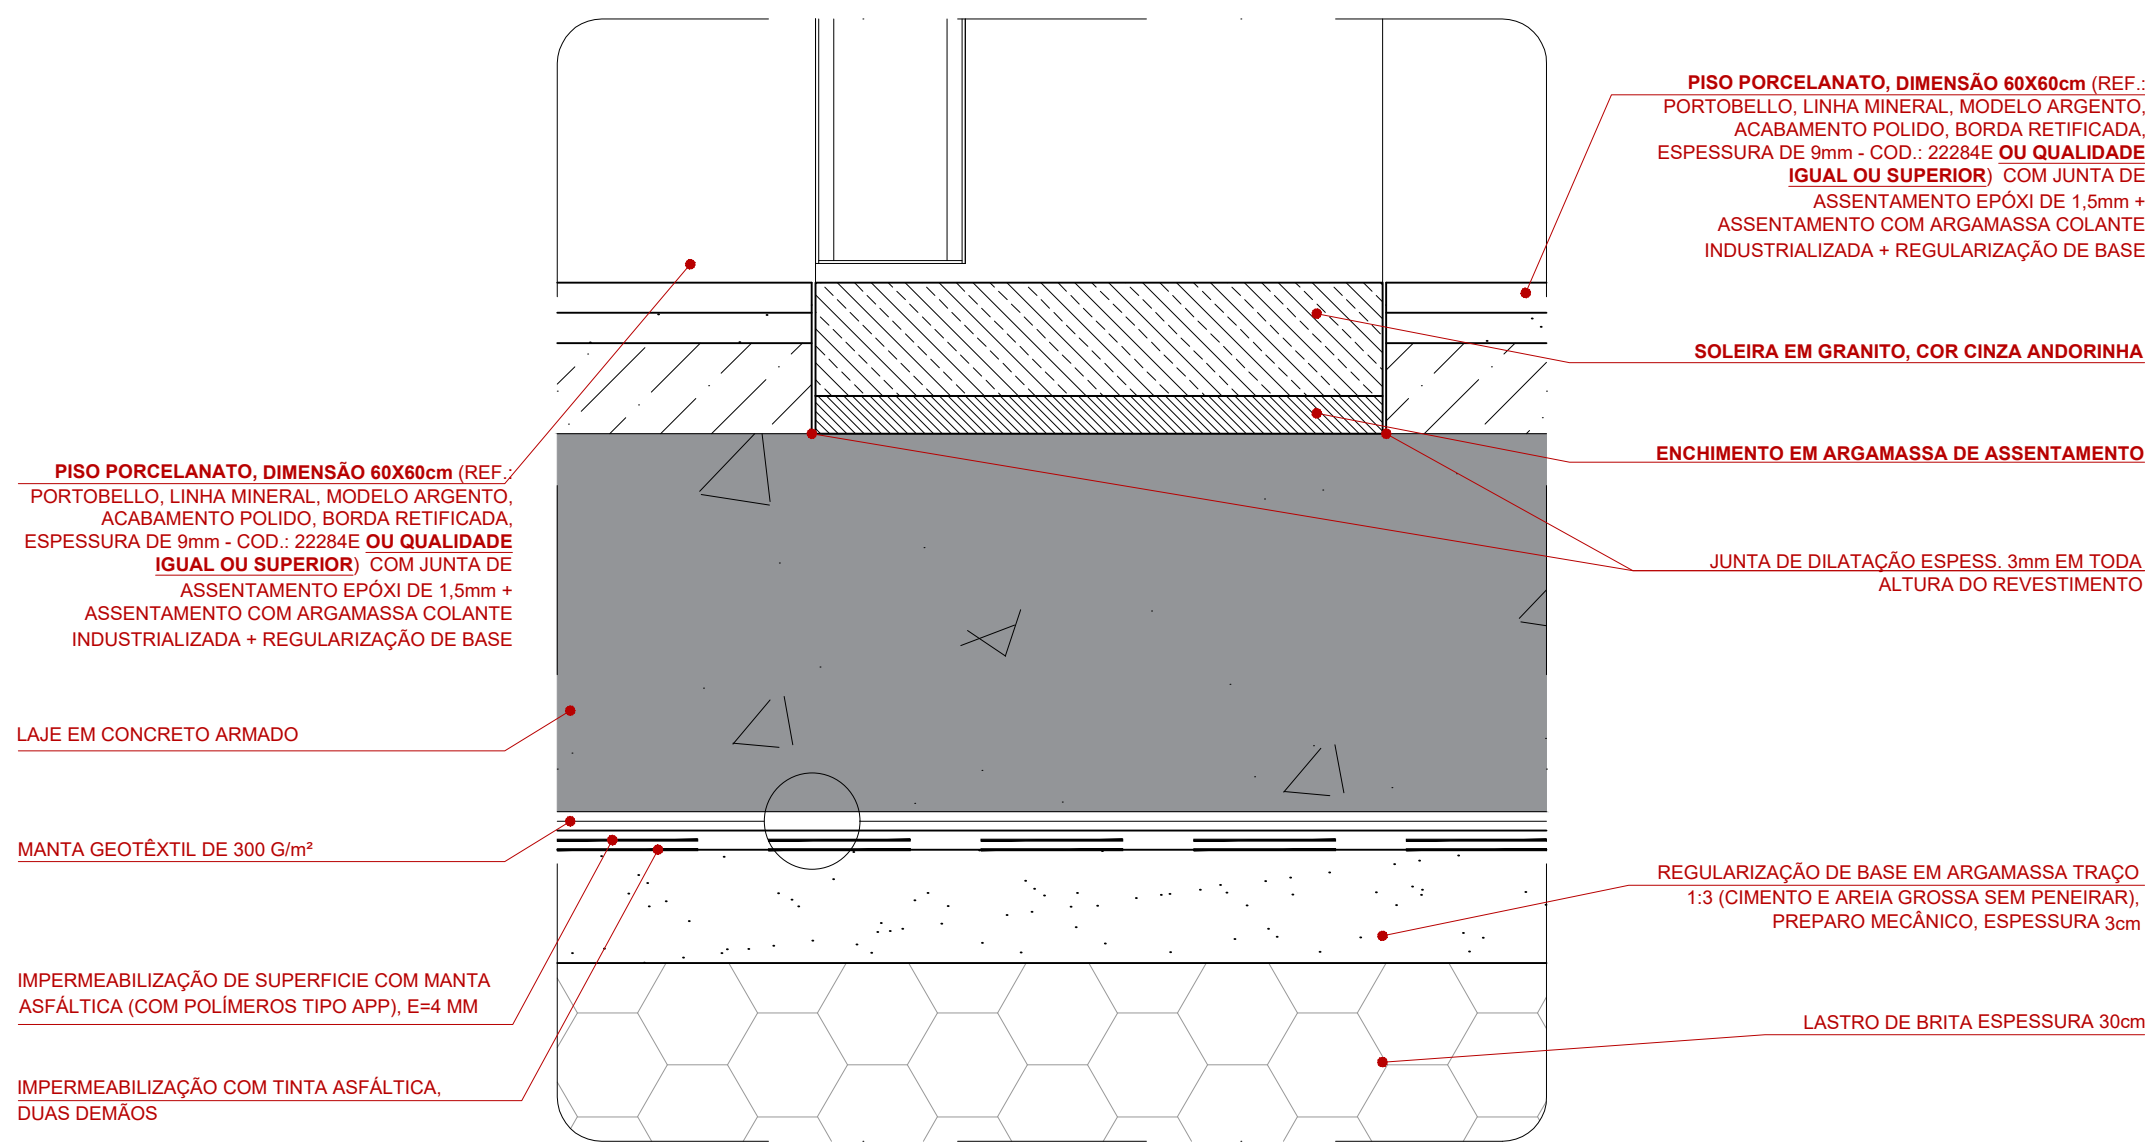 PISO PORCELANATO, DIMENSÃO 60X60cm (REF.:
PORTOBELLO, LINHA MINERAL, MODELO ARGENTO,
ACABAMENTO POLIDO, BORDA RETIFICADA,
ESPESSURA DE 9mm - COD.: 22284E OU QUALIDADE
IGUAL OU SUPERIOR) COM JUNTA DE
ASSENTAMENTO EPÓXI DE 1,5mm +
ASSENTAMENTO COM ARGAMASSA COLANTE
INDUSTRIALIZADA + REGULARIZAÇÃO DE BASE
LAJE EM CONCRETO ARMADO
MANTA GEOTÊXTIL DE 300 G/m²
IMPERMEABILIZAÇÃO DE SUPERFICIE COM MANTA
ASFÁLTICA (COM POLÍMEROS TIPO APP), E=4 MM
IMPERMEABILIZAÇÃO COM TINTA ASFÁLTICA,
DUAS DEMÃOS
PISO PORCELANATO, DIMENSÃO 60X60cm (REF.:
PORTOBELLO, LINHA MINERAL, MODELO ARGENTO,
ACABAMENTO POLIDO, BORDA RETIFICADA,
ESPESSURA DE 9mm - COD.: 22284E OU QUALIDADE
IGUAL OU SUPERIOR) COM JUNTA DE
ASSENTAMENTO EPÓXI DE 1,5mm +
ASSENTAMENTO COM ARGAMASSA COLANTE
INDUSTRIALIZADA + REGULARIZAÇÃO DE BASE
SOLEIRA EM GRANITO, COR CINZA ANDORINHA
ENCHIMENTO EM ARGAMASSA DE ASSENTAMENTO
JUNTA DE DILATAÇÃO ESPESS. 3mm EM TODA
ALTURA DO REVESTIMENTO
REGULARIZAÇÃO DE BASE EM ARGAMASSA TRAÇO
1:3 (CIMENTO E AREIA GROSSA SEM PENEIRAR),
PREPARO MECÂNICO, ESPESSURA 3cm
LASTRO DE BRITA ESPESSURA 30cm